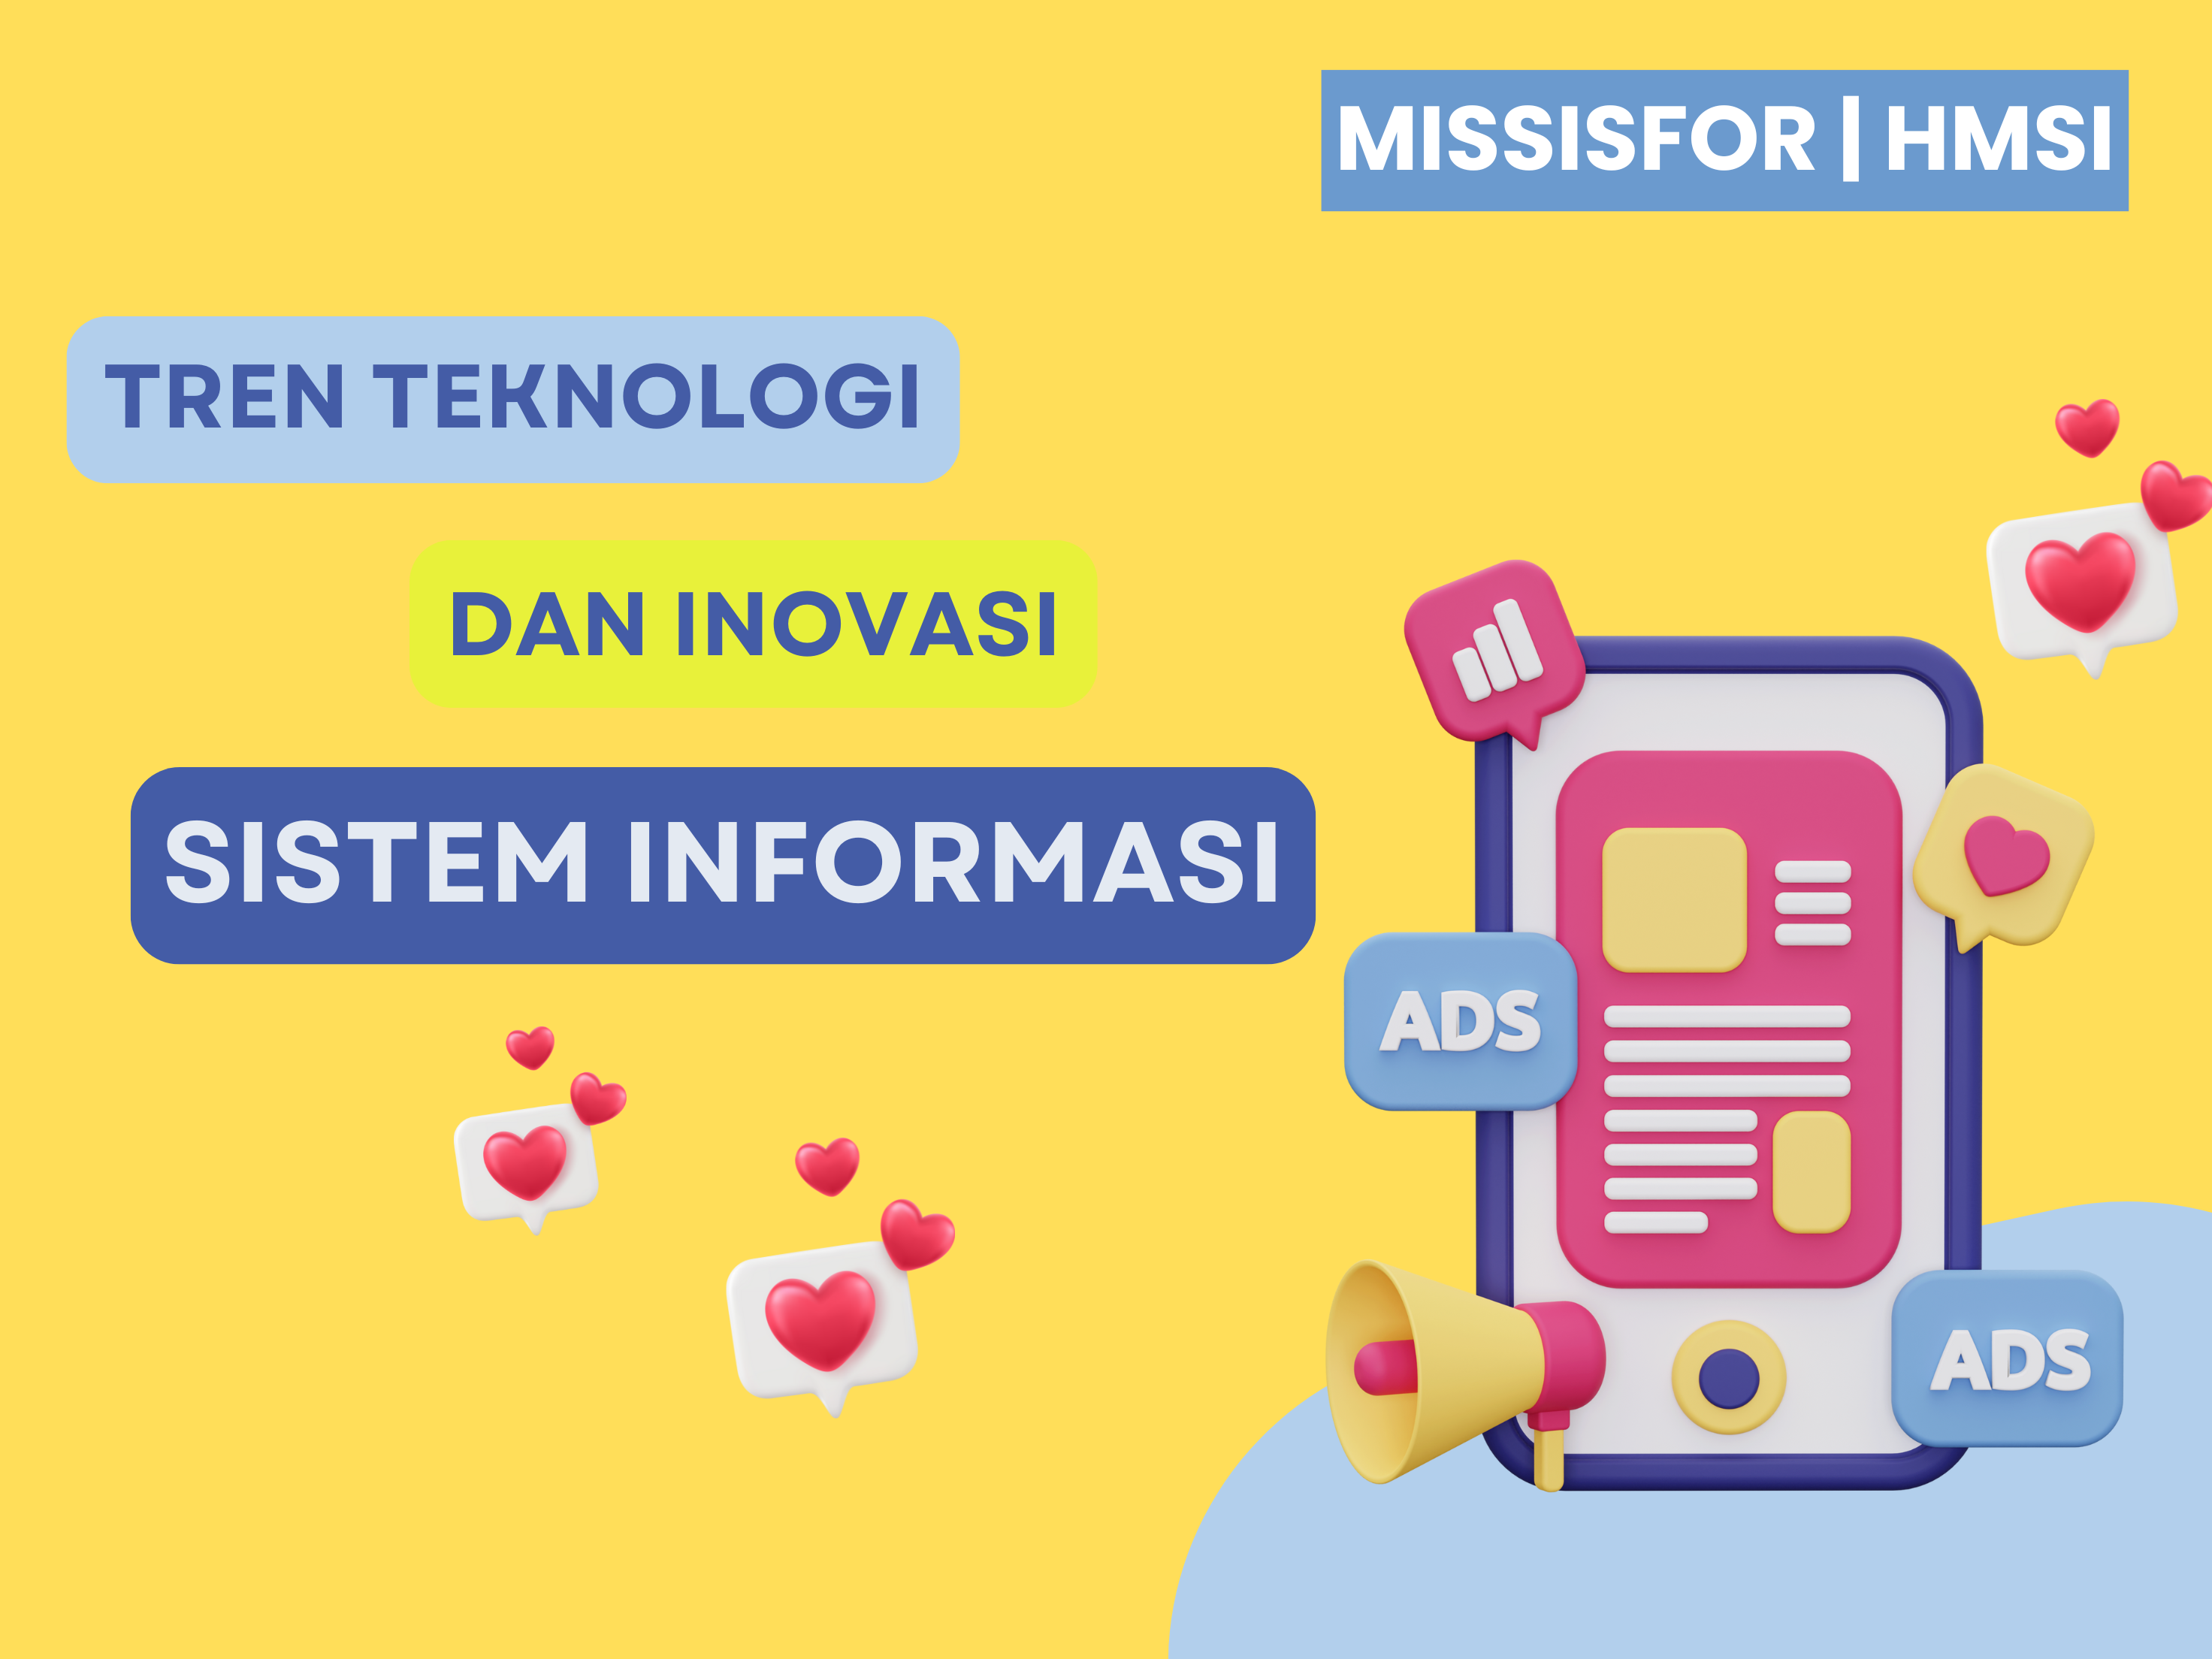 MISSISFOR | HMSI
TREN TEKNOLOGI
DAN INOVASI
SISTEM INFORMASI
ADS
ADS